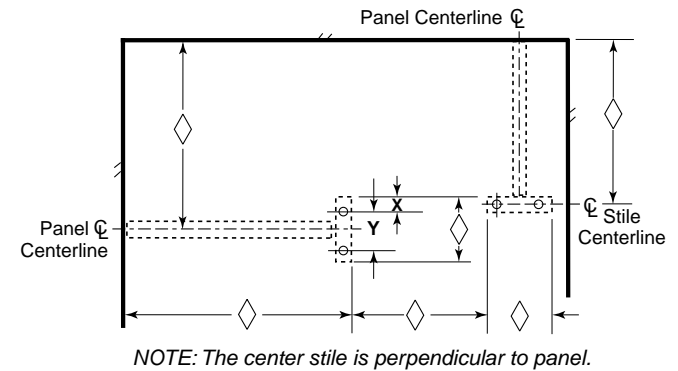 Panel Centerline ℄
X
Y
Panel ℄
Centerline
℄ Stile
Centerline
NOTE: The center stile is perpendicular to panel.